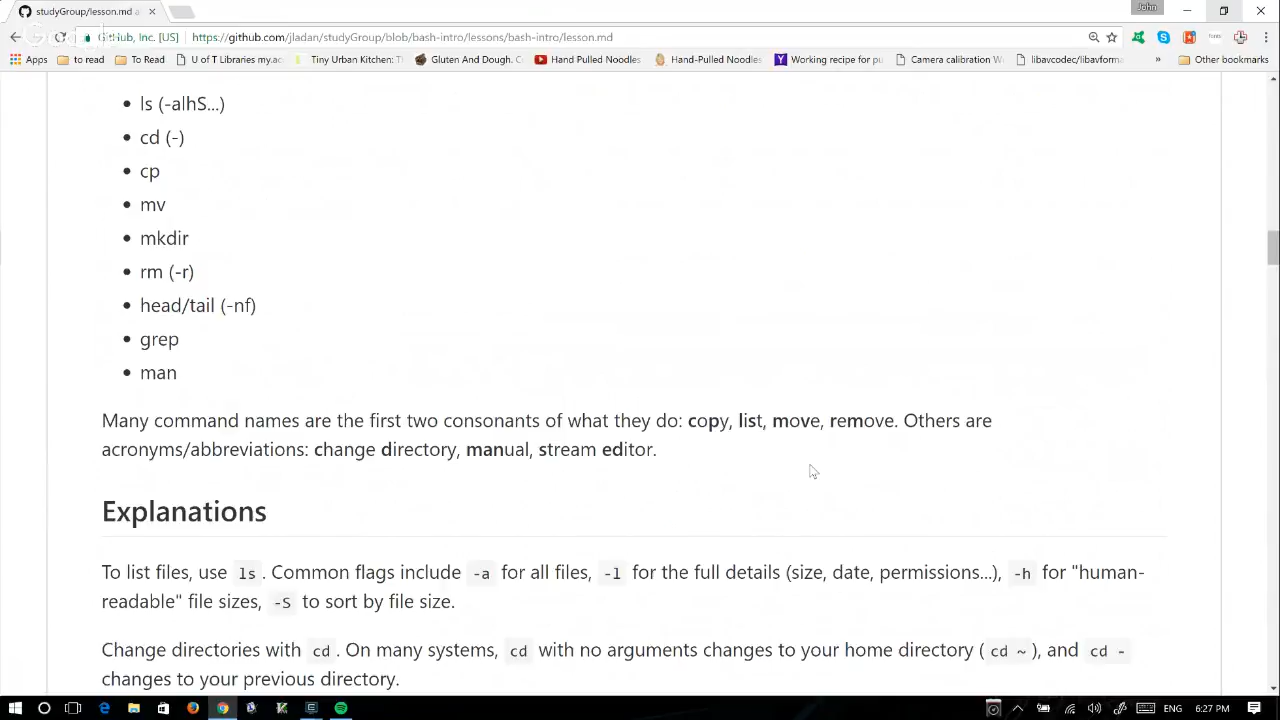 studyGroup/lesson.md a
John
GitHub, Inc. [US]
https://github.com/jladan/studyGroup/blob/bash-intro/lessons/bash-intro/lesson.md
Apps
read
To Read
U of T Libraries my.ac
Tiny Urban Kitchen: T
Gluten And Dough. C
Hand Pulled Noodles
Hand-Pulled Noodles
Working recipe for pu
Camera calibration W
libavcodec/libavforma
»
Other bookmarks
• ls (-alhS...)
• cd (-)
• cp
• mv
• mkdir
• rm (-r)
• head/tail (-nf)
• grep
• man
Many command names are the first two consonants of what they do: copy, list, move, remove. Others are
acronyms/abbreviations: change directory, manual, stream editor.
Explanations
To list files, use ls . Common flags include -a for all files, -l for the full details (size, date, permissions...), -h for "human-
readable" file sizes, -S to sort by file size.
Change directories with cd . On many systems, cd with no arguments changes to your home directory ( cd ~ ), and cd -
changes to your previous directory.
ENG
6:27 PM